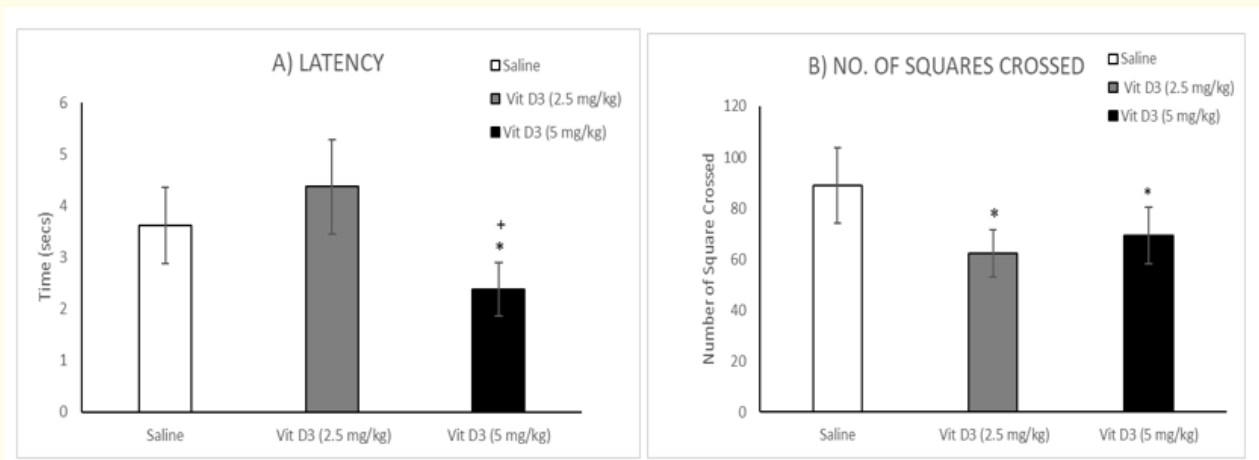 A) LATENCY
Saline
Vit D3 (2.5 mg/kg)
Vit D3 (5 mg/kg)
6
5
4
3
2
1
0
Time (secs)
+
*
Saline
Vit D3 (2.5 mg/kg)
Vit D3 (5 mg/kg)
B) NO. OF SQUARES CROSSED
Saline
Vit D3 (2.5 mg/kg)
Vit D3 (5 mg/kg)
120
100
80
60
40
20
0
Number of Square Crossed
*
*
Saline
Vit D3 (2.5 mg/kg)
Vit D3 (5 mg/kg)